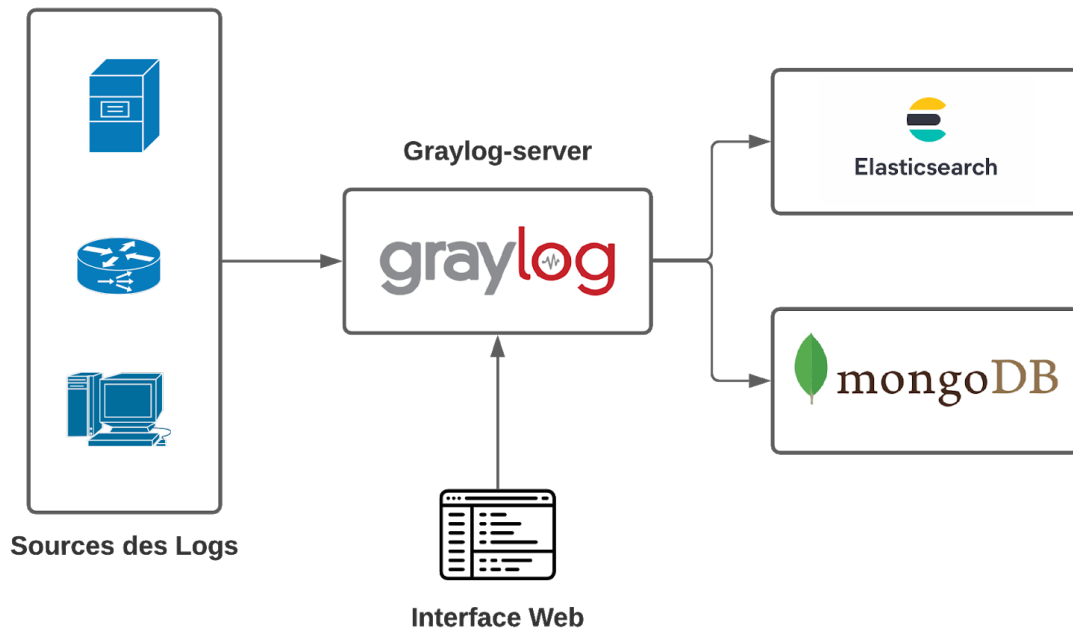 Graylog-server
Elasticsearch
graylog
mongoDB
Sources des Logs
Interface Web